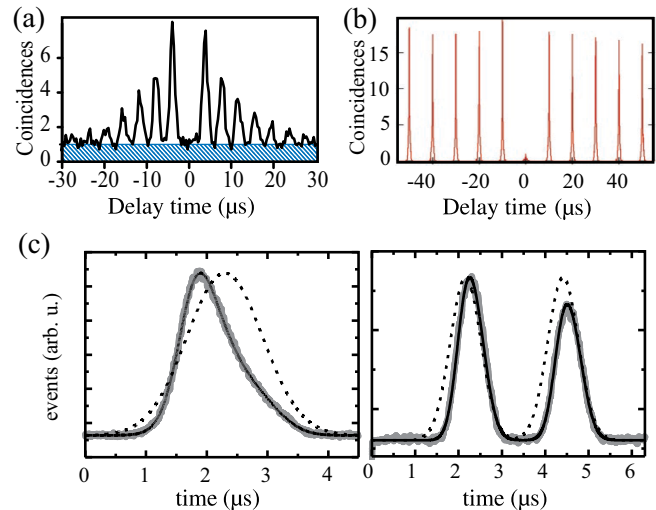 (a)
Coincidences
6
4
2
0
-30 -20 -10 0 10 20 30
Delay time (μs)
(b)
Coincidences
15
10
5
0
-40 -20 0 20 40
Delay time (μs)
(c)
events (arb. u.)
0 1 2 3 4
time (μs)
0 1 2 3 4 5 6
time (μs)